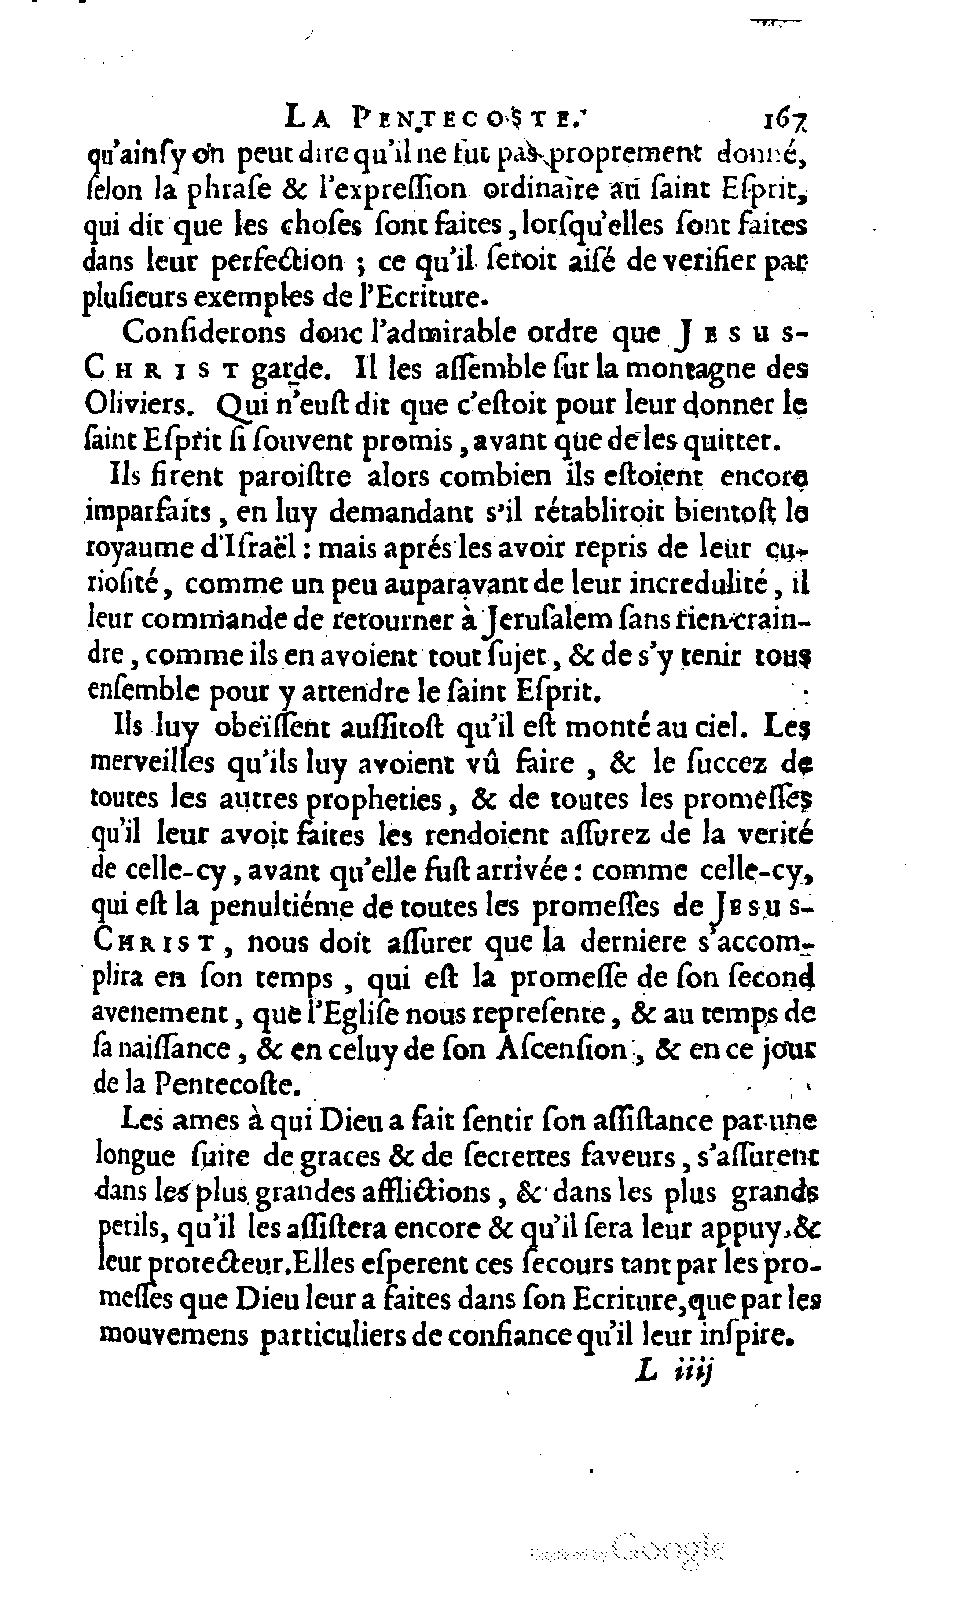 LA PENTECOSTE. 167
qu'ainſy on peut dire qu'il ne fut pas proprement donné,
ſelon la phraſe & l'expreſſion ordinaire au ſaint Eſprit,
qui dit que les choſes ſont faites, lorſqu'elles ſont faites
dans leur perfection ; ce qu'il ſeroit aiſé de verifier par
pluſieurs exemples de l'Ecriture.
Conſiderons donc l'admirable ordre que JESUS-
CHRIST garde. Il les aſſemble ſur la montagne des
Oliviers. Qui n'euſt dit que c'eſtoit pour leur donner le
ſaint Eſprit ſi ſouvent promis, avant que de les quitter.
Ils firent paroiſtre alors combien ils eſtoient encore
imparfaits, en luy demandant s'il rétabliroit bientoſt le
royaume d'Iſraël : mais aprés les avoir repris de leur cu-
rioſité, comme un peu auparavant de leur incredulité, il
leur commande de retourner à Jeruſalem ſans rien crain-
dre, comme ils en avoient tout ſujet, & de s'y tenir tous
enſemble pour y attendre le ſaint Eſprit.
Ils luy obeïſſent auſſitoſt qu'il eſt monté au ciel. Les
merveilles qu'ils luy avoient vû faire, & le ſuccez de
toutes les autres propheties, & de toutes les promeſſes
qu'il leur avoit faites les rendoient aſſurez de la verité
de celle-cy, avant qu'elle fuſt arrivée : comme celle-cy,
qui eſt la penultiéme de toutes les promeſſes de JESUS-
CHRIST, nous doit aſſurer que la derniere s'accom-
plira en ſon temps, qui eſt la promeſſe de ſon ſecond
avenement, que l'Egliſe nous repreſente, & au temps de
ſa naiſſance, & en celuy de ſon Aſcenſion, & en ce jour
de la Pentecoſte.
Les ames à qui Dieu a fait ſentir ſon aſſiſtance par une
longue ſuite de graces & de ſecrettes faveurs, s'aſſurent
dans les plus grandes afflictions, & dans les plus grands
perils, qu'il les aſſiſtera encore & qu'il ſera leur appuy, &
leur protecteur. Elles eſperent ces ſecours tant par les pro-
meſſes que Dieu leur a faites dans ſon Ecriture, que par les
mouvemens particuliers de confiance qu'il leur inſpire.
L iiij
Google